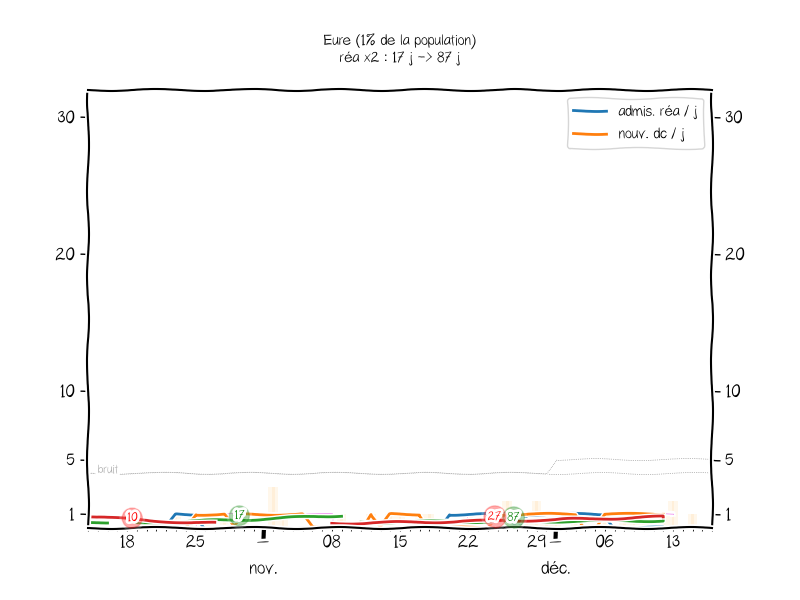 Eure (1% de la population)
réa x2 : 17 j -> 87 j
admis. réa / j
nouv. dc / j
30 30
20 20
10 10
5 5
bruit
1 1
10 17 27 87
18 25 08 15 22 29 06 13
nov. déc.